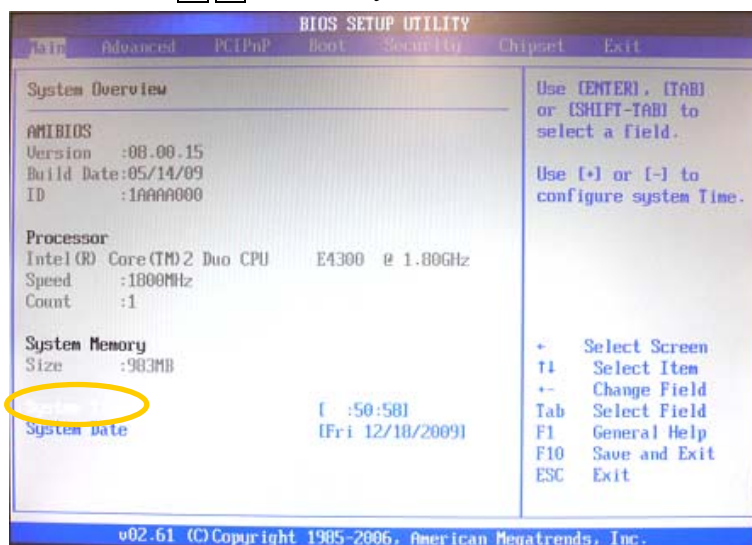 BIOS SETUP UTILITY
Main Advanced PCIPnP Boot Security Chipset Exit
System Overview
AMIBIOS
Version :08.00.15
Build Date:05/14/09
ID :1AAAA000
Processor
Intel(R) Core(TM)2 Duo CPU E4300 @ 1.80GHz
Speed :1800MHz
Count :1
System Memory
Size :983MB
System [ :50:58]
System Date [Fri 12/18/2009]
Use [ENTER], [TAB]
or [SHIFT-TAB] to
select a field.
Use [+] or [-] to
configure system Time.
← Select Screen
↑↓ Select Item
+- Change Field
Tab Select Field
F1 General Help
F10 Save and Exit
ESC Exit
v02.61 (C)Copyright 1985-2006, American Megatrends, Inc.